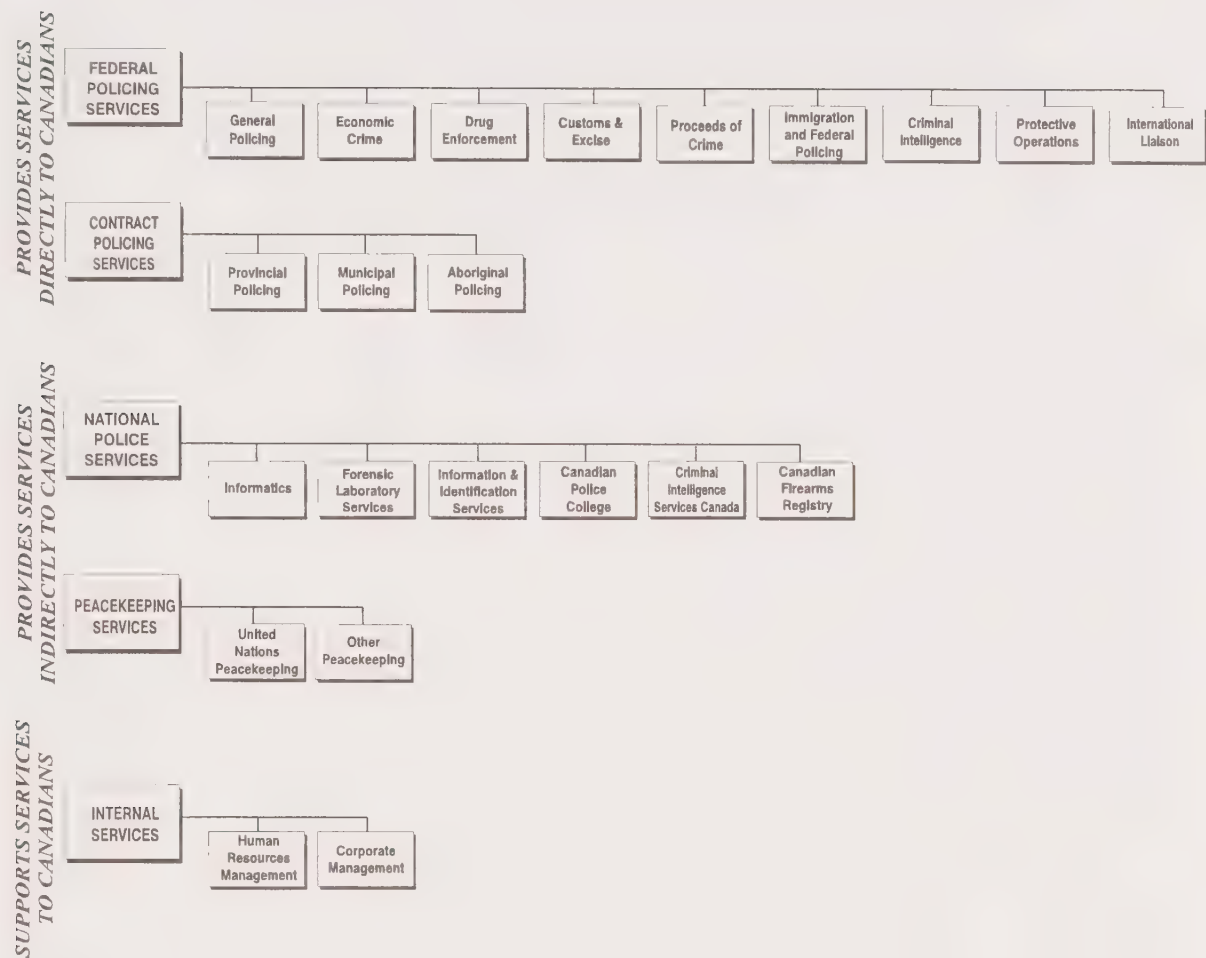 PROVIDES SERVICES
DIRECTLY TO CANADIANS
FEDERAL
POLICING
SERVICES
General
Policing
Economic
Crime
Drug
Enforcement
Customs &
Excise
Proceeds of
Crime
Immigration
and Federal
Policing
Criminal
Intelligence
Protective
Operations
International
Liaison
CONTRACT
POLICING
SERVICES
Provincial
Policing
Municipal
Policing
Aboriginal
Policing
PROVIDES SERVICES
INDIRECTLY TO CANADIANS
NATIONAL
POLICE
SERVICES
Informatics
Forensic
Laboratory
Services
Information &
Identification
Services
Canadian
Police
College
Criminal
Intelligence
Services Canada
Canadian
Firearms
Registry
PEACEKEEPING
SERVICES
United
Nations
Peacekeeping
Other
Peacekeeping
SUPPORTS SERVICES
TO CANADIANS
INTERNAL
SERVICES
Human
Resources
Management
Corporate
Management